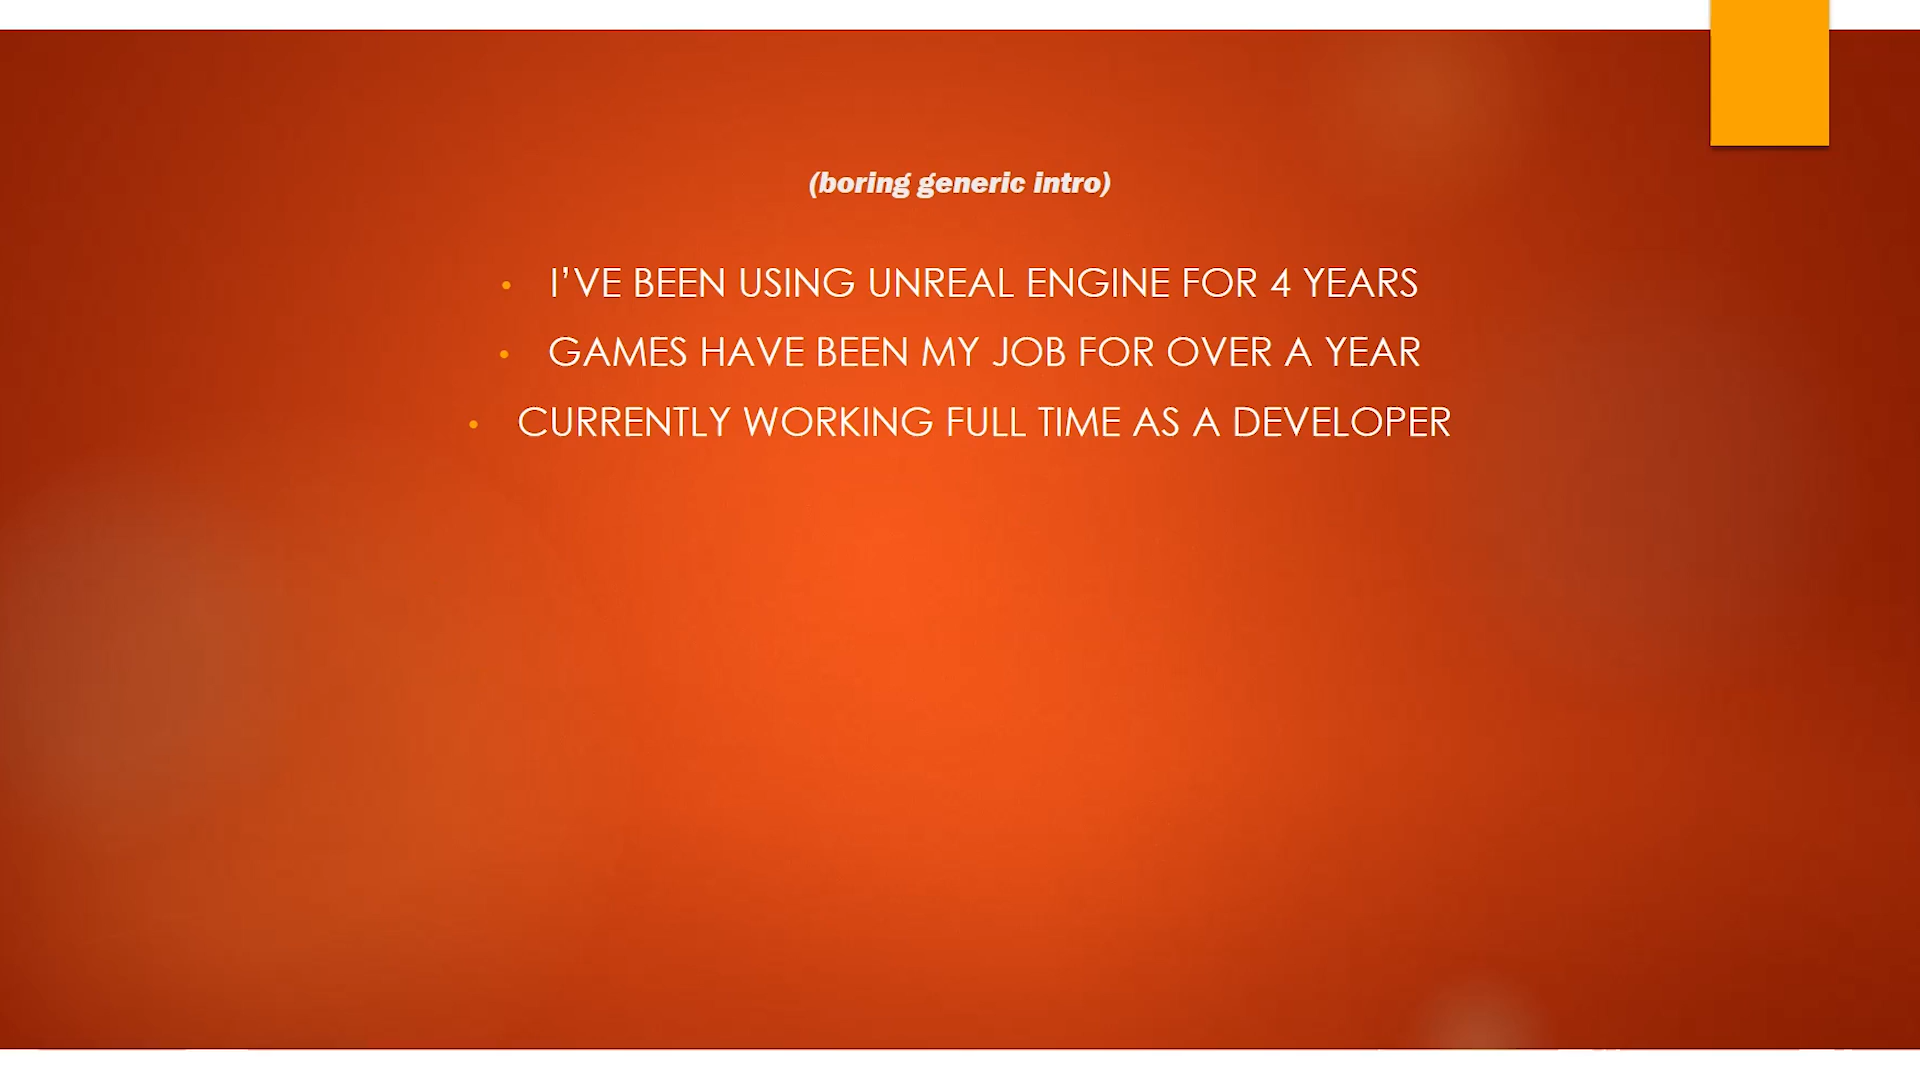 (boring generic intro)
• I’VE BEEN USING UNREAL ENGINE FOR 4 YEARS
• GAMES HAVE BEEN MY JOB FOR OVER A YEAR
• CURRENTLY WORKING FULL TIME AS A DEVELOPER